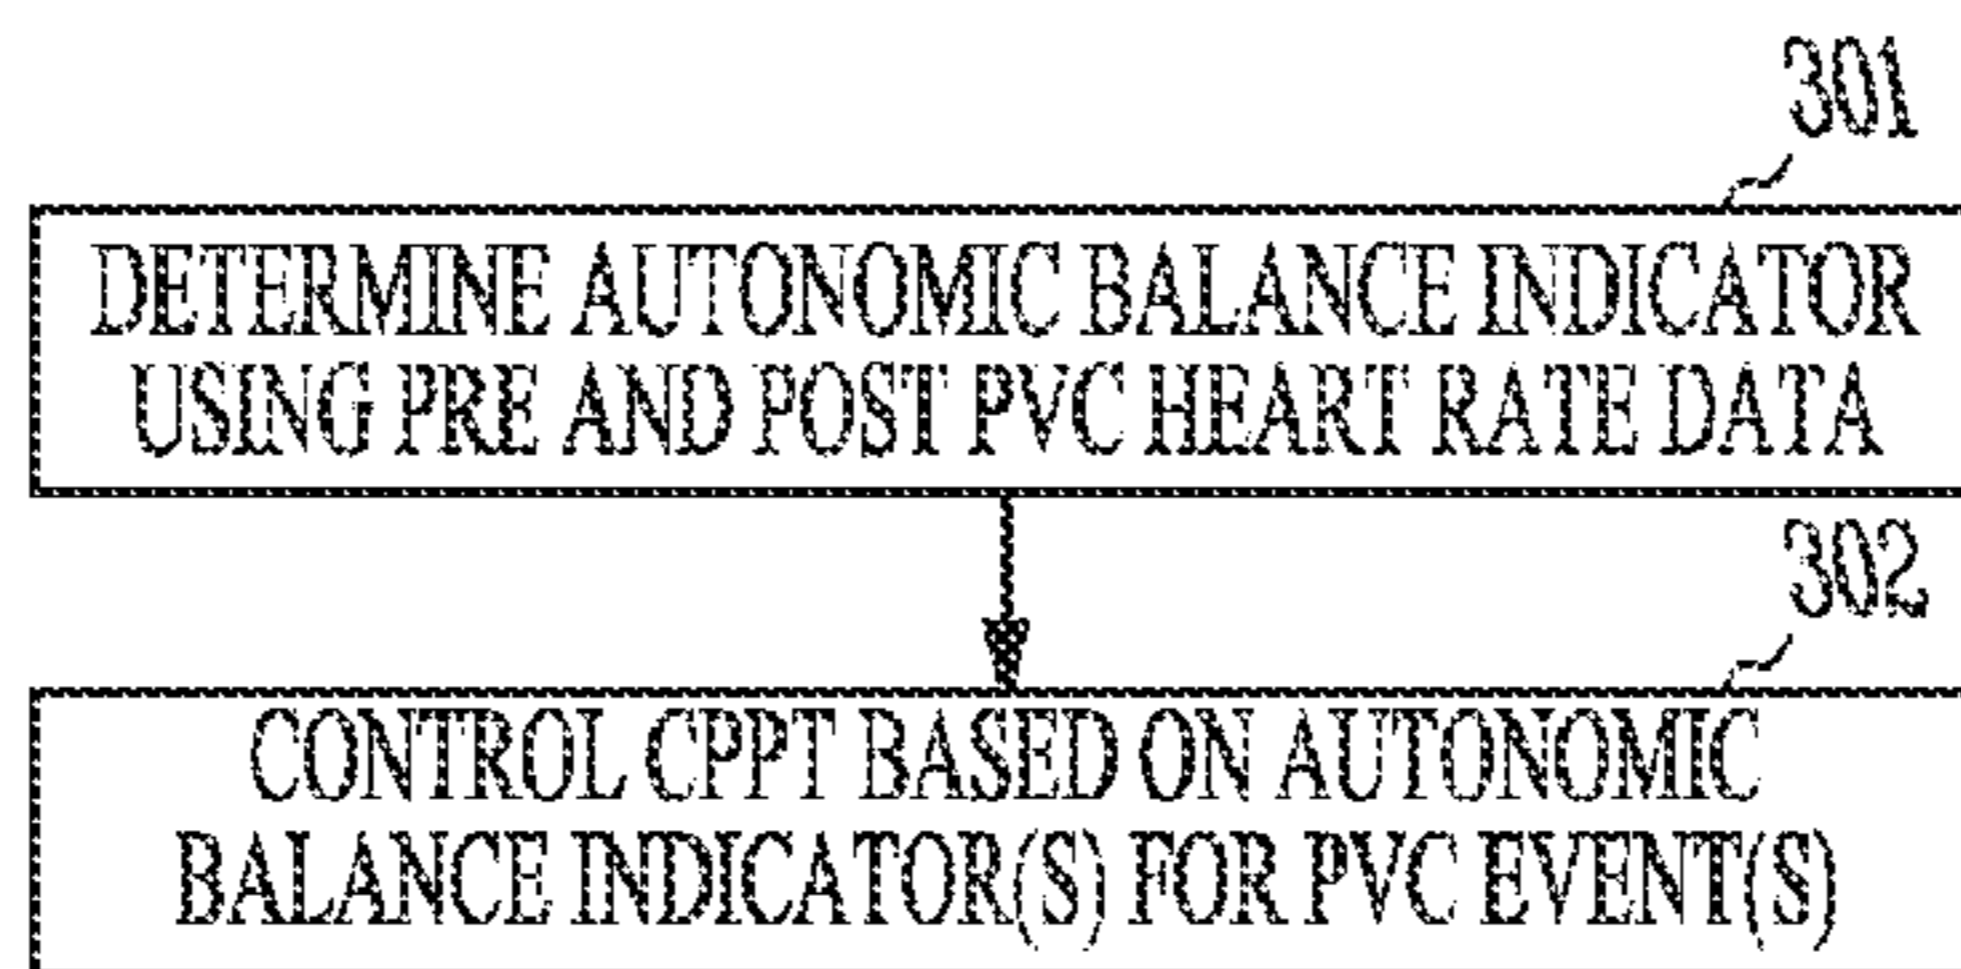 301
DETERMINE AUTONOMIC BALANCE INDICATOR
USING PRE AND POST PVC HEART RATE DATA
302
CONTROL CPPT BASED ON AUTONOMIC
BALANCE INDICATOR(S) FOR PVC EVENT(S)